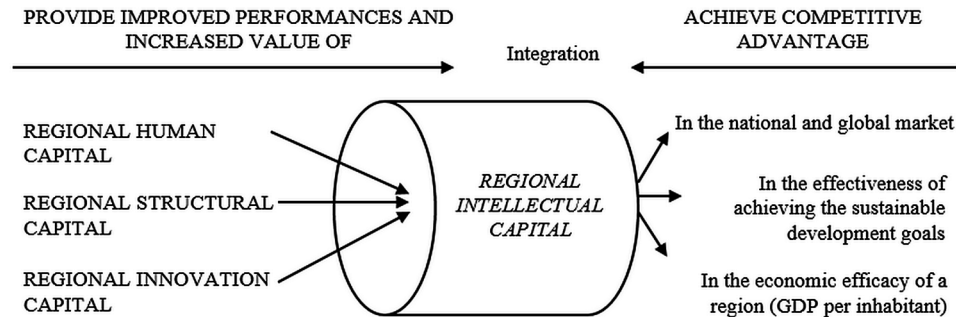 PROVIDE IMPROVED PERFORMANCES AND
INCREASED VALUE OF
Integration
ACHIEVE COMPETITIVE
ADVANTAGE
REGIONAL HUMAN
CAPITAL
REGIONAL STRUCTURAL
CAPITAL
REGIONAL INNOVATION
CAPITAL
REGIONAL
INTELLECTUAL
CAPITAL
In the national and global market
In the effectiveness of
achieving the sustainable
development goals
In the economic efficacy of a
region (GDP per inhabitant)